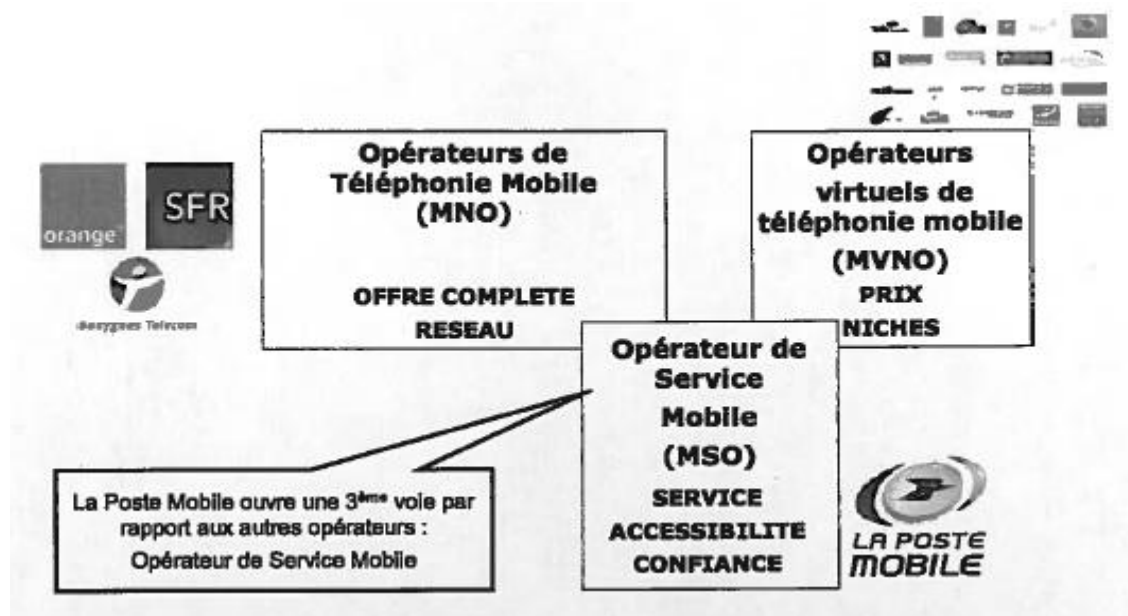 orange
SFR
Bouygues Telecom
Opérateurs de
Téléphonie Mobile
(MNO)
OFFRE COMPLETE
RESEAU
Opérateurs
virtuels de
téléphonie mobile
(MVNO)
PRIX
NICHES
Opérateur de
Service
Mobile
(MSO)
SERVICE
ACCESSIBILITE
CONFIANCE
La Poste Mobile ouvre une 3ème voie par
rapport aux autres opérateurs :
Opérateur de Service Mobile
LA POSTE
MOBILE